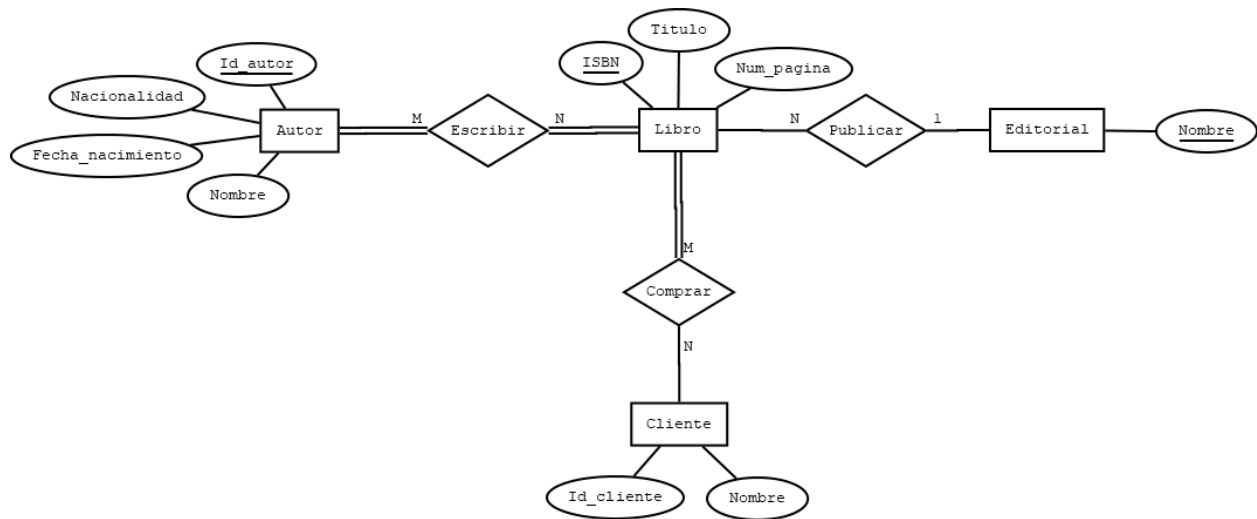 Titulo
Id_autor
ISBN
Num_pagina
Nacionalidad
M
N
N
1
Autor
Escribir
Libro
Publicar
Editorial
Nombre
Fecha_nacimiento
Nombre
M
Comprar
N
Cliente
Id_cliente
Nombre